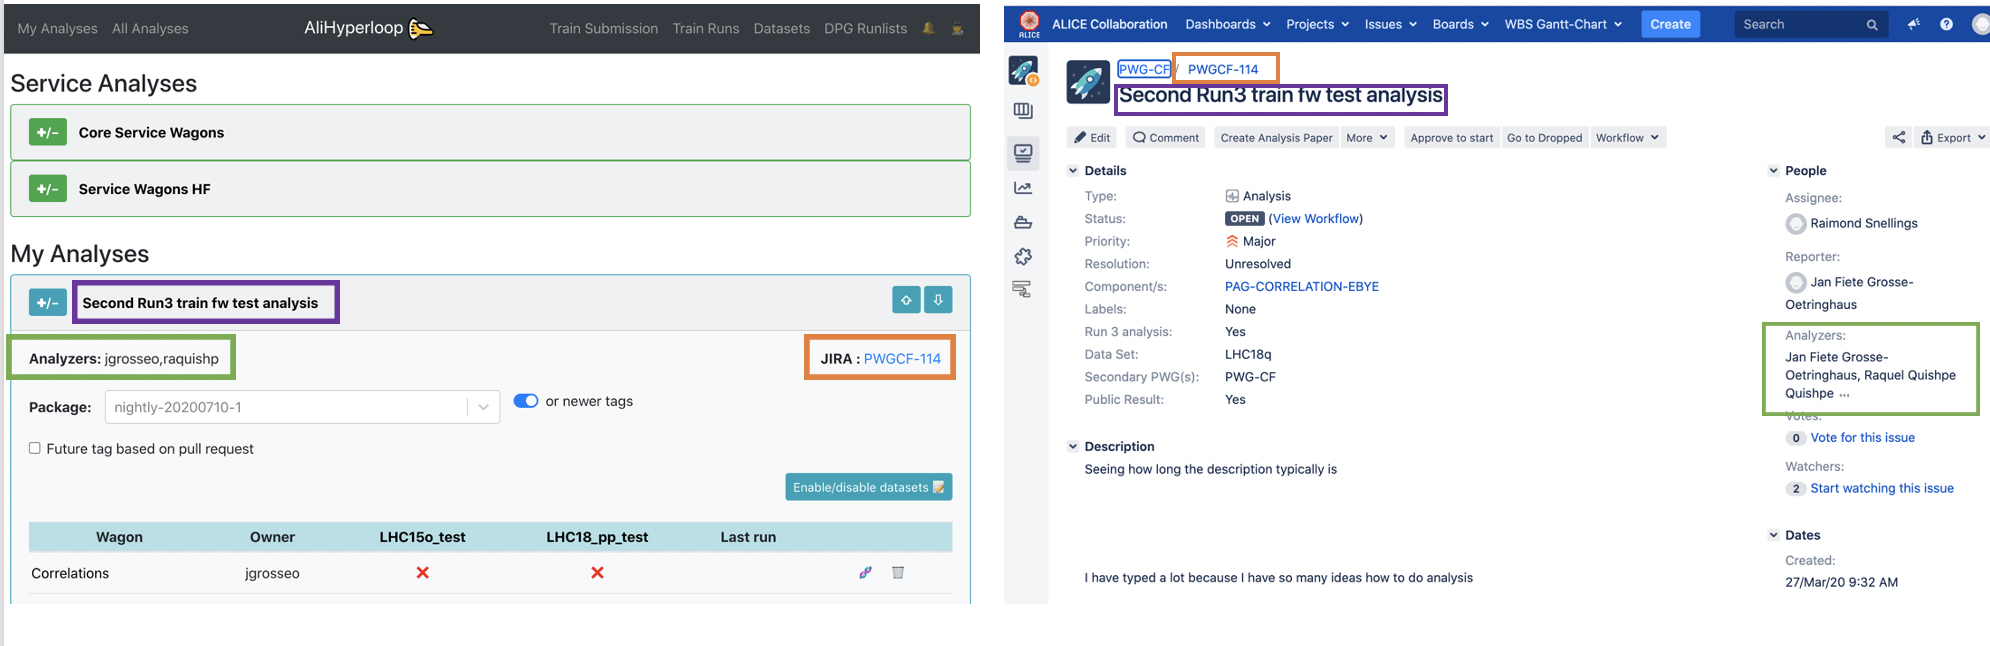 My Analyses All Analyses AliHyperloop Train Submission Train Runs Datasets DPG Runlists
Service Analyses
+/− Core Service Wagons
+/− Service Wagons HF
My Analyses
+/− Second Run3 train fw test analysis
Analyzers: jgrosseo,raquishp JIRA : PWGCF-114
Package: nightly-20200710-1 or newer tags
Future tag based on pull request
Enable/disable datasets
Wagon Owner LHC15o_test LHC18_pp_test Last run
Correlations jgrosseo
ALICE ALICE Collaboration Dashboards Projects Issues Boards WBS Gantt-Chart Create Search
PWG-CF / PWGCF-114
Second Run3 train fw test analysis
Edit Comment Create Analysis Paper More Approve to start Go to Dropped Workflow Export
Details
Type: Analysis
Status: OPEN (View Workflow)
Priority: Major
Resolution: Unresolved
Component/s: PAG-CORRELATION-EBYE
Labels: None
Run 3 analysis: Yes
Data Set: LHC18q
Secondary PWG(s): PWG-CF
Public Result: Yes
Description
Seeing how long the description typically is
I have typed a lot because I have so many ideas how to do analysis
People
Assignee:
Raimond Snellings
Reporter:
Jan Fiete Grosse-
Oetringhaus
Analyzers:
Jan Fiete Grosse-
Oetringhaus, Raquel Quishpe
Quishpe ...
Votes:
0 Vote for this issue
Watchers:
2 Start watching this issue
Dates
Created:
27/Mar/20 9:32 AM